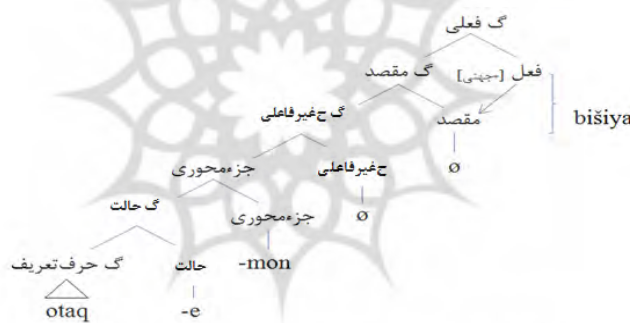 گ فعلی
فعل [-جهتی] گ مقصد
bišiya
گ ح‌غیرفاعلی مقصد
جزءمحوری ح‌غیرفاعلی ø
گ حالت جزءمحوری ø
گ حرف‌تعریف حالت -mon
otaq -e